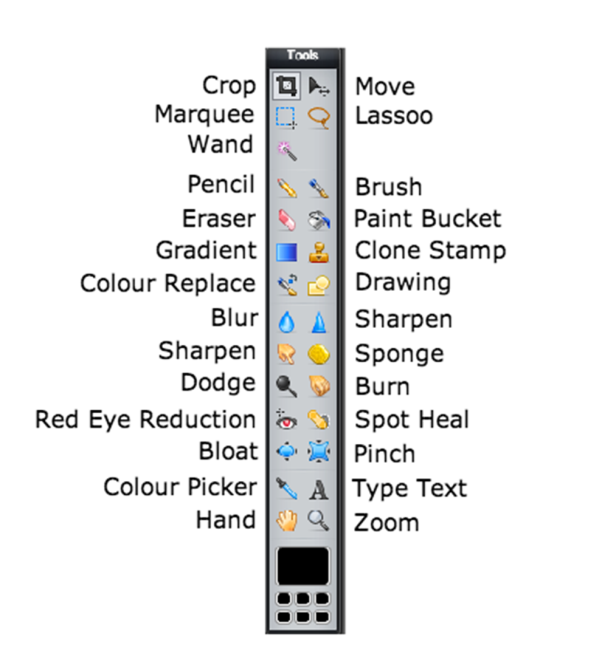 Tools
Crop Move
Marquee Lassoo
Wand
Pencil Brush
Eraser Paint Bucket
Gradient Clone Stamp
Colour Replace Drawing
Blur Sharpen
Sharpen Sponge
Dodge Burn
Red Eye Reduction Spot Heal
Bloat Pinch
Colour Picker A Type Text
Hand Zoom